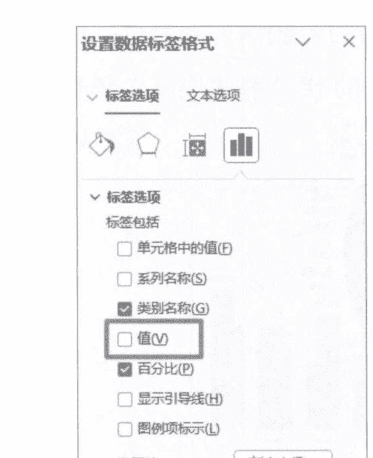 设置数据标签格式
标签选项 文本选项
标签选项
标签包括
单元格中的值(F)
系列名称(S)
类别名称(G)
值(V)
百分比(P)
显示引导线(H)
图例项标示(L)